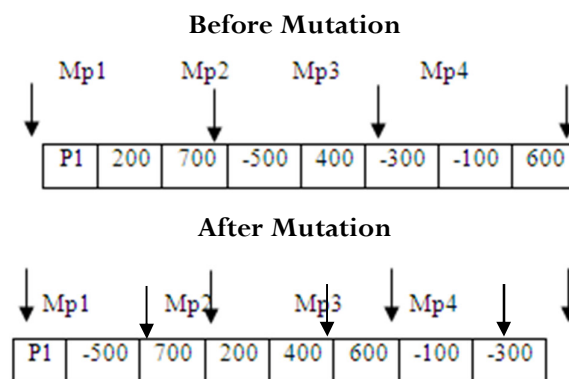 Before Mutation
Mp1 Mp2 Mp3 Mp4
P1 200 700 -500 400 -300 -100 600
After Mutation
Mp1 Mp2 Mp3 Mp4
P1 -500 700 200 400 600 -100 -300